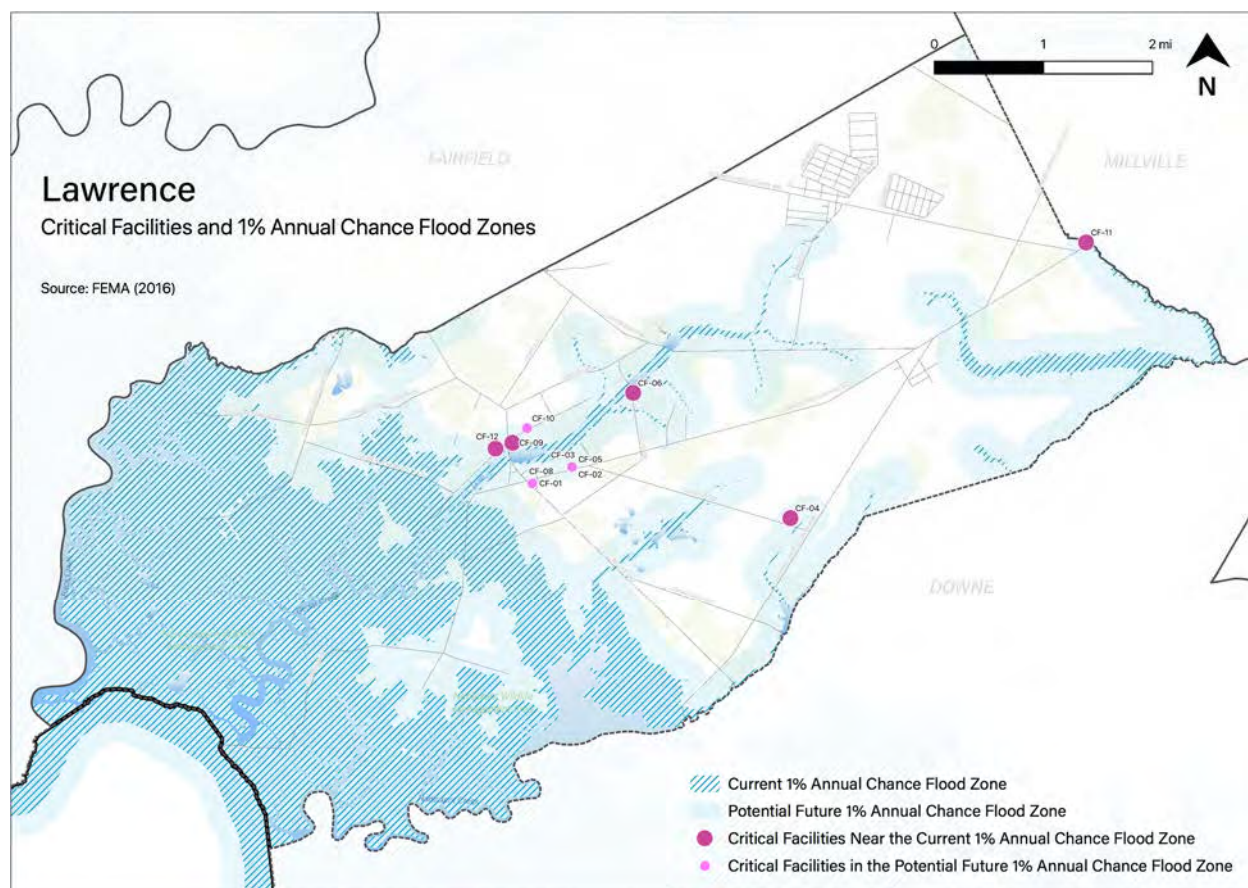 0 1 2 mi
N
FAIRFIELD
MILLVILLE
Lawrence
Critical Facilities and 1% Annual Chance Flood Zones
Source: FEMA (2016)
CF-11
CF-06
CF-10
CF-12
CF-09
CF-03
CF-05
CF-08
CF-02
CF-01
CF-04
DOWNE
Current 1% Annual Chance Flood Zone
Potential Future 1% Annual Chance Flood Zone
Critical Facilities Near the Current 1% Annual Chance Flood Zone
Critical Facilities in the Potential Future 1% Annual Chance Flood Zone